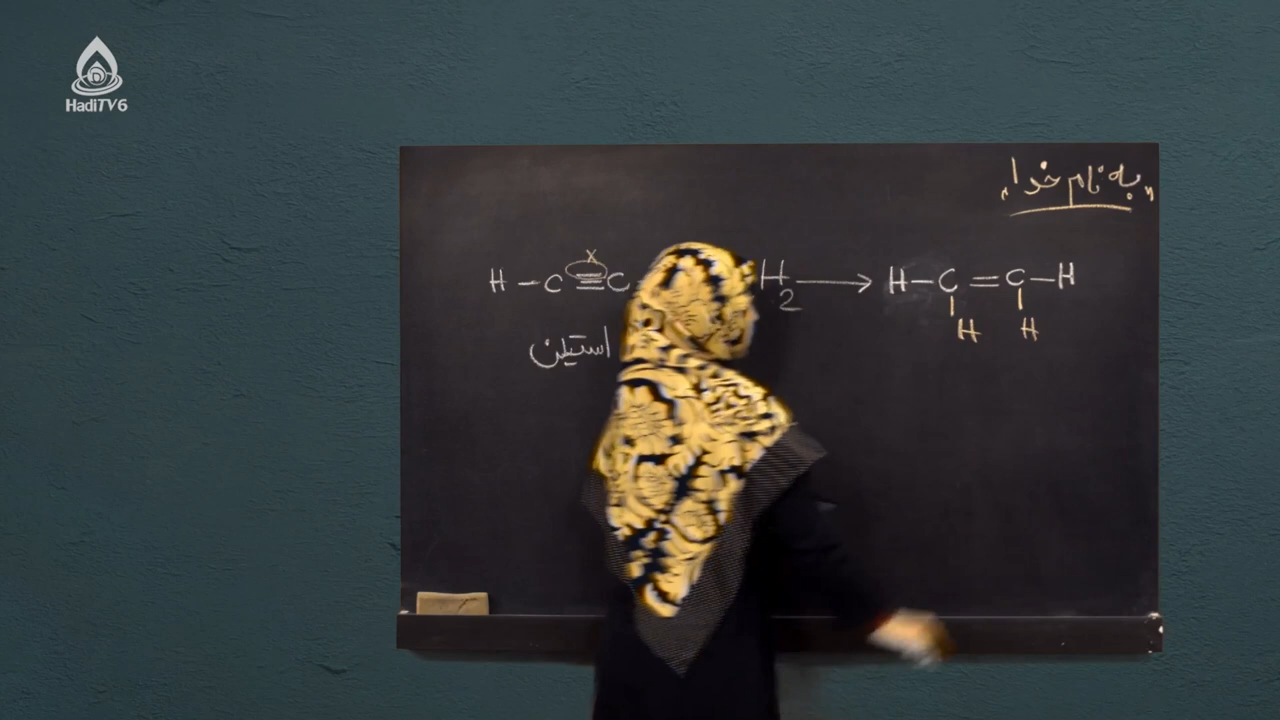 HadiTV6
"به نام خدا"
x
H-C≡C H₂⟶H-C=C-H
H H
استیلن